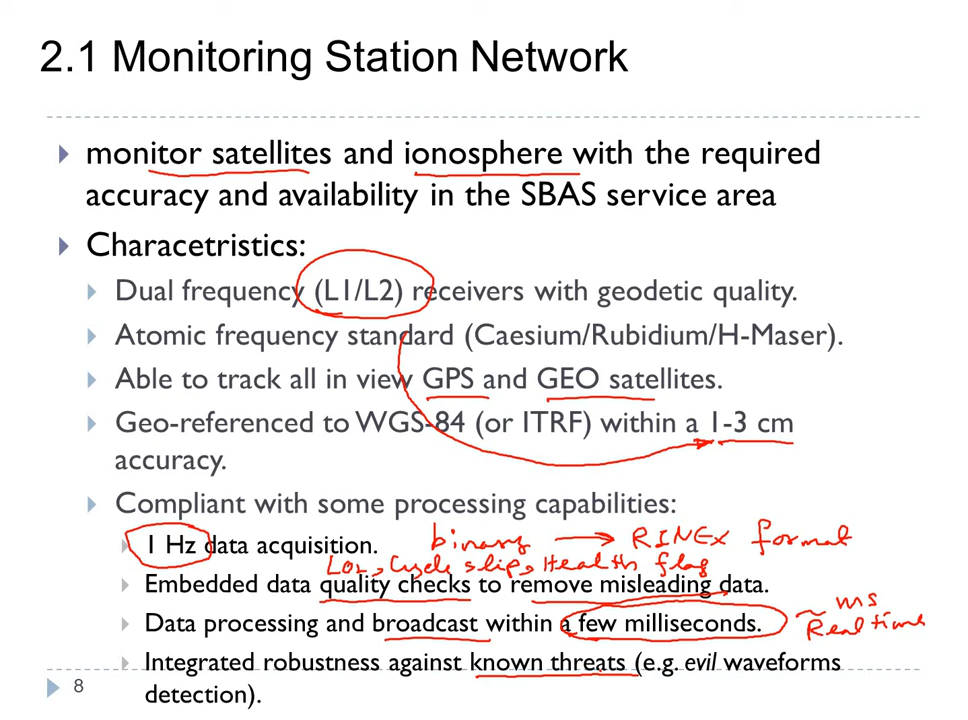 2.1 Monitoring Station Network
monitor satellites and ionosphere with the required
accuracy and availability in the SBAS service area
Characetristics:
Dual frequency (L1/L2) receivers with geodetic quality.
Atomic frequency standard (Caesium/Rubidium/H-Maser).
Able to track all in view GPS and GEO satellites.
Geo-referenced to WGS-84 (or ITRF) within a 1-3 cm
accuracy.
Compliant with some processing capabilities:
1 Hz data acquisition. binary → RINEX format
Cycle slip, Health flag
Embedded data quality checks to remove misleading data.
Data processing and broadcast within a few milliseconds. ~ ms
Real time
Integrated robustness against known threats (e.g. evil waveforms
detection).
8